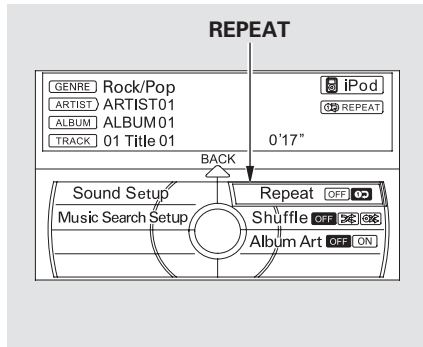 REPEAT
GENRE Rock/Pop iPod
ARTIST ARTIST01 REPEAT
ALBUM ALBUM01
TRACK 01 Title 01 0'17"
BACK
Sound Setup Repeat OFF
Music Search Setup Shuffle OFF
Album Art OFF ON